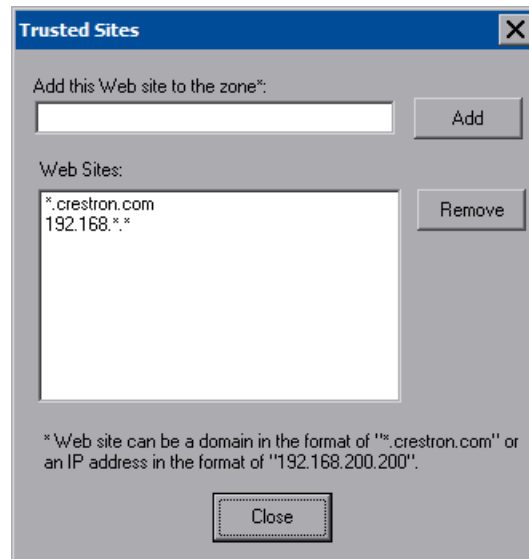 Trusted Sites
Add this Web site to the zone*:
Add
Web Sites:
*.crestron.com
192.168.*.*
Remove
* Web site can be a domain in the format of "*.crestron.com" or
an IP address in the format of "192.168.200.200".
Close